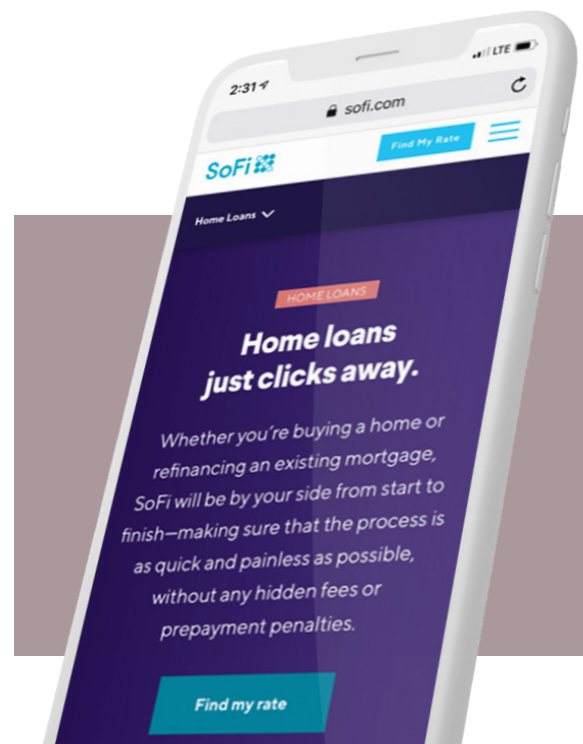 2:31
LTE
sofi.com
SoFi
Find My Rate
Home Loans
HOME LOANS
Home loans
just clicks away.
Whether you're buying a home or
refinancing an existing mortgage,
SoFi will be by your side from start to
finish—making sure that the process is
as quick and painless as possible,
without any hidden fees or
prepayment penalties.
Find my rate